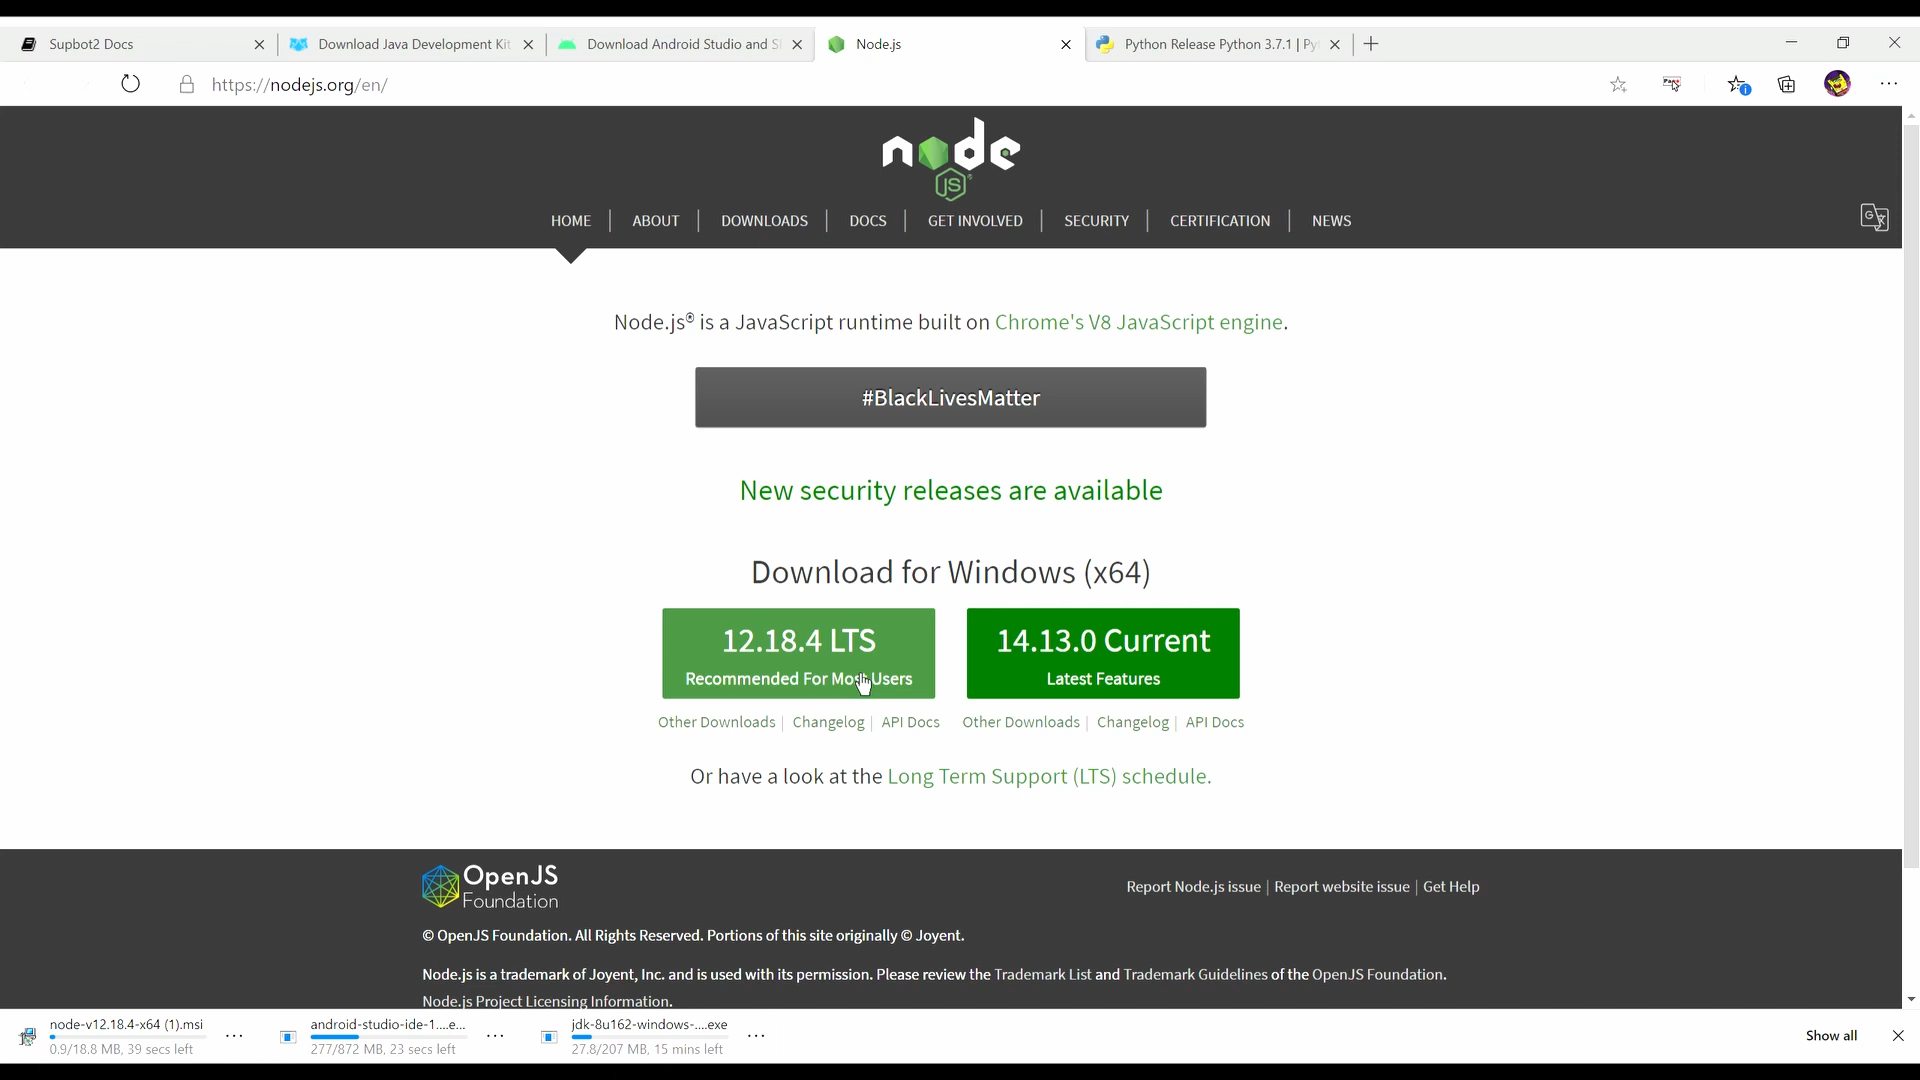 Supbot2 Docs
Download Java Development Kit
Download Android Studio and S
Node.js
Python Release Python 3.7.1 | Py
https://nodejs.org/en/
node
JS
HOME
ABOUT
DOWNLOADS
DOCS
GET INVOLVED
SECURITY
CERTIFICATION
NEWS
Node.js® is a JavaScript runtime built on Chrome's V8 JavaScript engine.
#BlackLivesMatter
New security releases are available
Download for Windows (x64)
12.18.4 LTS
Recommended For Most Users
14.13.0 Current
Latest Features
Other Downloads | Changelog | API Docs
Other Downloads | Changelog | API Docs
Or have a look at the Long Term Support (LTS) schedule.
OpenJS
Foundation
Report Node.js issue | Report website issue | Get Help
© OpenJS Foundation. All Rights Reserved. Portions of this site originally © Joyent.
Node.js is a trademark of Joyent, Inc. and is used with its permission. Please review the Trademark List and Trademark Guidelines of the OpenJS Foundation.
Node.js Project Licensing Information.
node-v12.18.4-x64 (1).msi
0.9/18.8 MB, 39 secs left
android-studio-ide-1....e...
277/872 MB, 23 secs left
jdk-8u162-windows-....exe
27.8/207 MB, 15 mins left
Show all